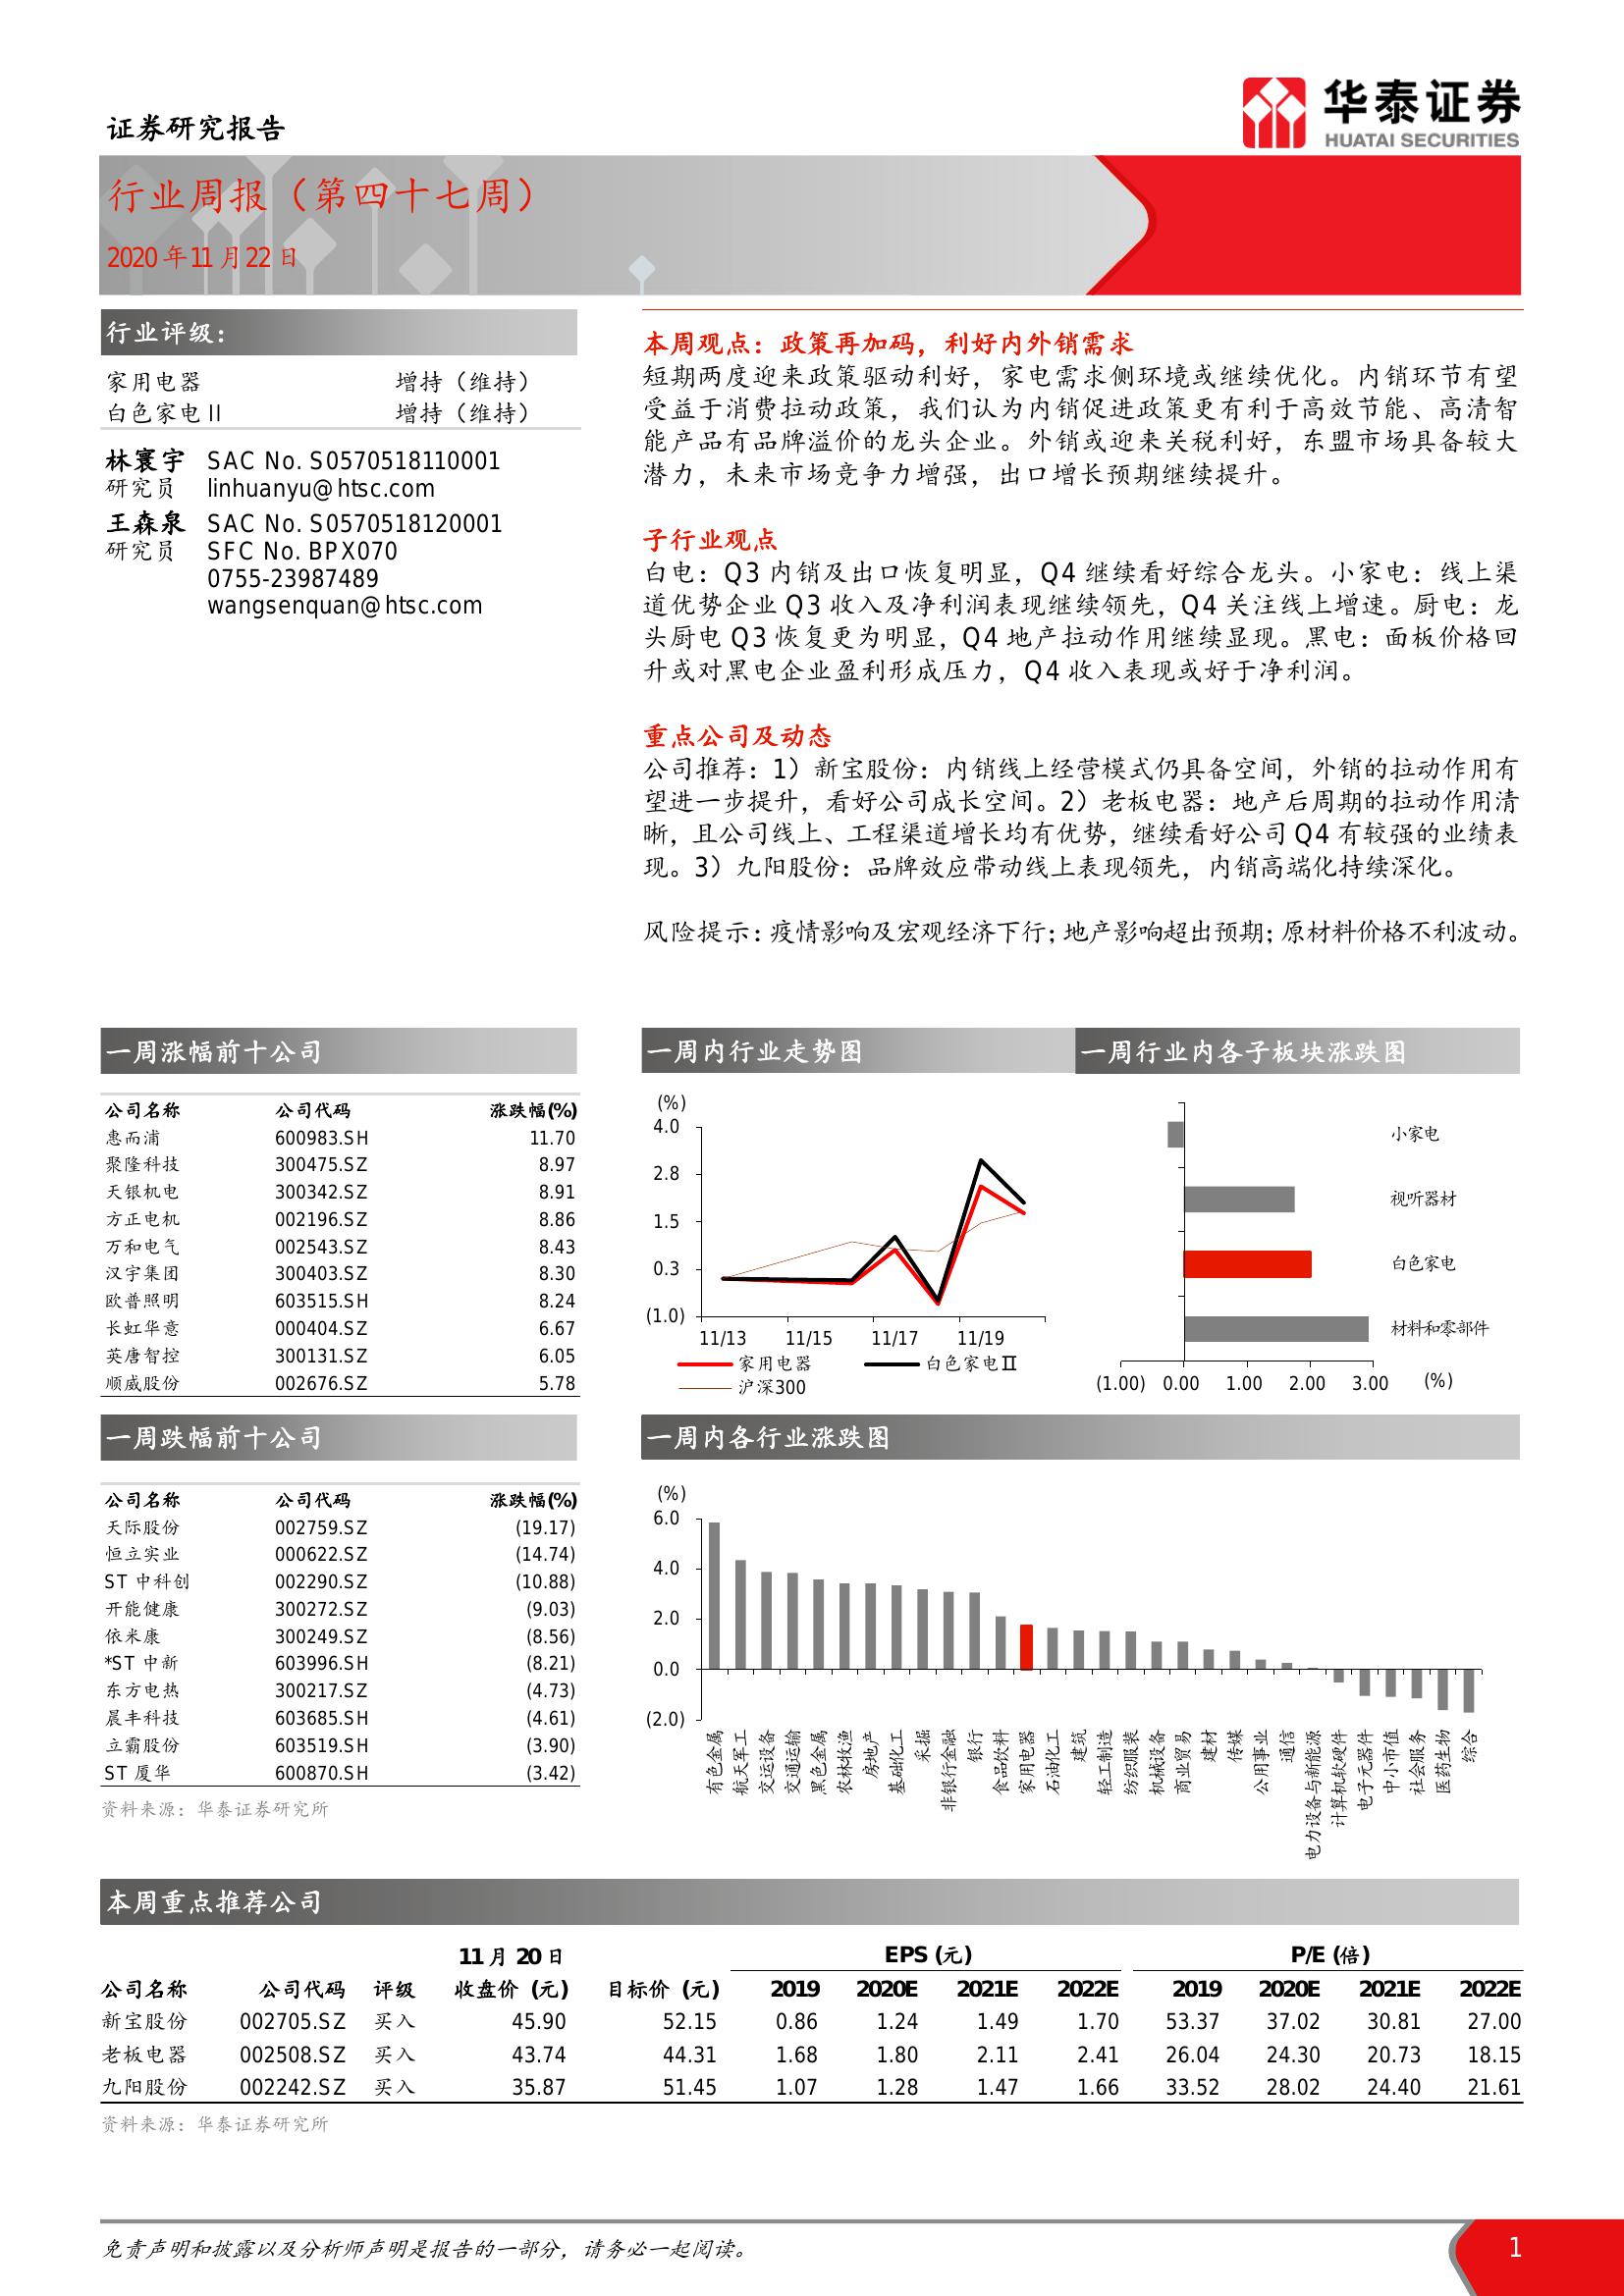 证券研究报告
华泰证券
HUATAI SECURITIES
行业周报（第四十七周）
2020年11月22日
行业评级：
家用电器 增持（维持）
白色家电II 增持（维持）
林寰宇 SAC No. S0570518110001
研究员 linhuanyu@htsc.com
王森泉 SAC No. S0570518120001
研究员 SFC No. BPX070
0755-23987489
wangsenquan@htsc.com
本周观点：政策再加码，利好内外销需求
短期两度迎来政策驱动利好，家电需求侧环境或继续优化。内销环节有望
受益于消费拉动政策，我们认为内销促进政策更有利于高效节能、高清智
能产品有品牌溢价的龙头企业。外销或迎来关税利好，东盟市场具备较大
潜力，未来市场竞争力增强，出口增长预期继续提升。
子行业观点
白电：Q3内销及出口恢复明显，Q4继续看好综合龙头。小家电：线上渠
道优势企业Q3收入及净利润表现继续领先，Q4关注线上增速。厨电：龙
头厨电Q3恢复更为明显，Q4地产拉动作用继续显现。黑电：面板价格回
升或对黑电企业盈利形成压力，Q4收入表现或好于净利润。
重点公司及动态
公司推荐：1）新宝股份：内销线上经营模式仍具备空间，外销的拉动作用有
望进一步提升，看好公司成长空间。2）老板电器：地产后周期的拉动作用清
晰，且公司线上、工程渠道增长均有优势，继续看好公司Q4有较强的业绩表
现。3）九阳股份：品牌效应带动线上表现领先，内销高端化持续深化。
风险提示：疫情影响及宏观经济下行；地产影响超出预期；原材料价格不利波动。
一周涨幅前十公司
公司名称 公司代码 涨跌幅(%)
惠而浦 600983.SH 11.70
聚隆科技 300475.SZ 8.97
天银机电 300342.SZ 8.91
方正电机 002196.SZ 8.86
万和电气 002543.SZ 8.43
汉宇集团 300403.SZ 8.30
欧普照明 603515.SH 8.24
长虹华意 000404.SZ 6.67
英唐智控 300131.SZ 6.05
顺威股份 002676.SZ 5.78
一周内行业走势图
(%)
4.0
2.8
1.5
0.3
(1.0)
11/13 11/15 11/17 11/19
家用电器 白色家电II
沪深300
一周行业内各子板块涨跌图
小家电
视听器材
白色家电
材料和零部件
(1.00) 0.00 1.00 2.00 3.00 (%)
一周跌幅前十公司
公司名称 公司代码 涨跌幅(%)
天际股份 002759.SZ (19.17)
恒立实业 000622.SZ (14.74)
ST中科创 002290.SZ (10.88)
开能健康 300272.SZ (9.03)
依米康 300249.SZ (8.56)
*ST中新 603996.SH (8.21)
东方电热 300217.SZ (4.73)
晨丰科技 603685.SH (4.61)
立霸股份 603519.SH (3.90)
ST厦华 600870.SH (3.42)
资料来源：华泰证券研究所
一周内各行业涨跌图
(%)
6.0
4.0
2.0
0.0
(2.0)
有色金属
航天军工
交运设备
交通运输
黑色金属
农林牧渔
房地产
基础化工
采掘
非银行金融
银行
食品饮料
家用电器
石油化工
建筑
轻工制造
纺织服装
机械设备
商业贸易
建材
传媒
公用事业
通信
电力设备与新能源
计算机软硬件
电子元器件
中小市值
社会服务
医药生物
综合
本周重点推荐公司
11月20日 EPS (元) P/E (倍)
公司名称 公司代码 评级 收盘价 (元) 目标价 (元) 2019 2020E 2021E 2022E 2019 2020E 2021E 2022E
新宝股份 002705.SZ 买入 45.90 52.15 0.86 1.24 1.49 1.70 53.37 37.02 30.81 27.00
老板电器 002508.SZ 买入 43.74 44.31 1.68 1.80 2.11 2.41 26.04 24.30 20.73 18.15
九阳股份 002242.SZ 买入 35.87 51.45 1.07 1.28 1.47 1.66 33.52 28.02 24.40 21.61
资料来源：华泰证券研究所
免责声明和披露以及分析师声明是报告的一部分，请务必一起阅读。 1